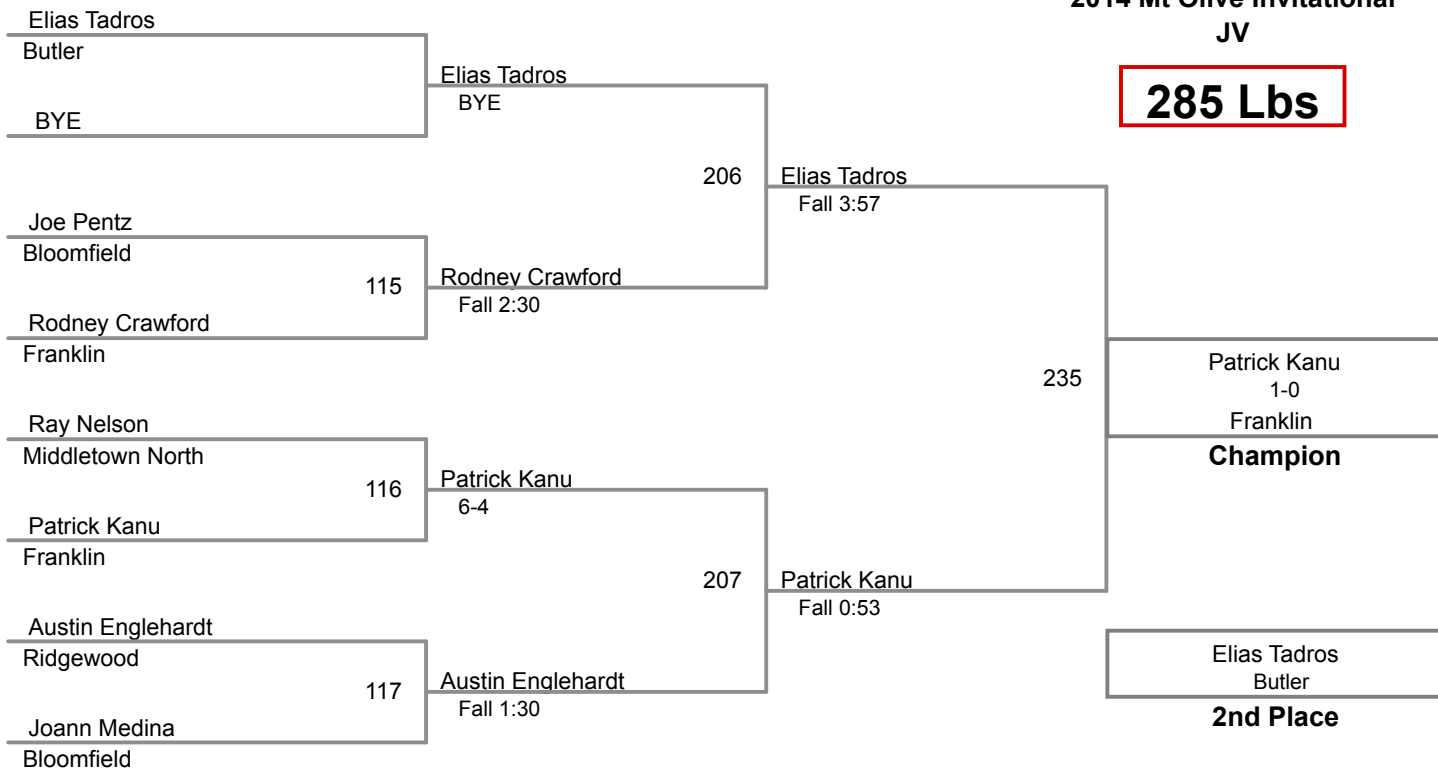 2014 Mt Olive Invitational
JV
285 Lbs
Elias Tadros
Butler
BYE
Elias Tadros
BYE
Joe Pentz
Bloomfield
115
Rodney Crawford
Franklin
Rodney Crawford
Fall 2:30
206
Elias Tadros
Fall 3:57
Ray Nelson
Middletown North
116
Patrick Kanu
Franklin
Patrick Kanu
6-4
Austin Englehardt
Ridgewood
117
Joann Medina
Bloomfield
Austin Englehardt
Fall 1:30
207
Patrick Kanu
Fall 0:53
235
Patrick Kanu
1-0
Franklin
Champion
Elias Tadros
Butler
2nd Place